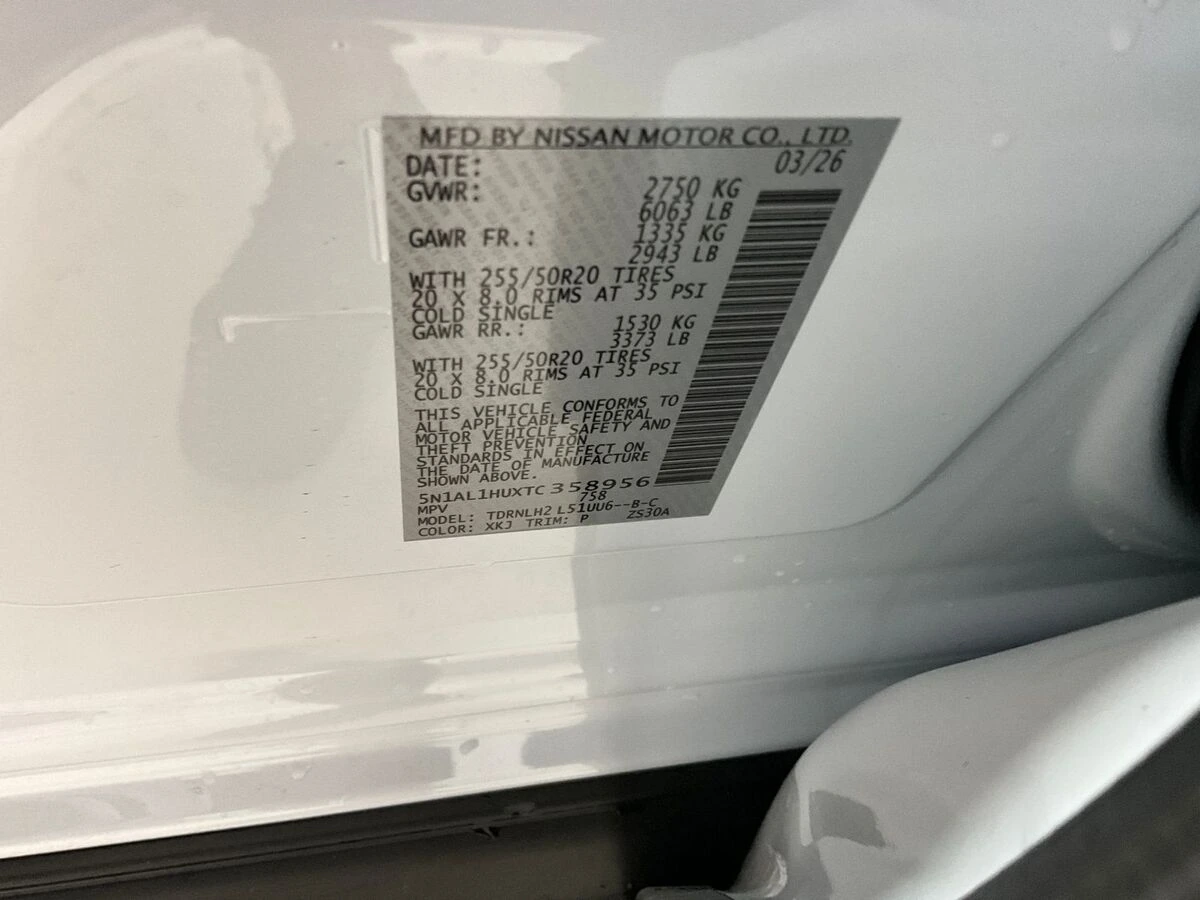 MFD BY NISSAN MOTOR CO., LTD.
DATE: 03/26
GVWR: 2750 KG
6063 LB
GAWR FR.: 1335 KG
2943 LB
WITH 255/50R20 TIRES
20 X 8.0 RIMS AT 35 PSI
COLD SINGLE
GAWR RR.: 1530 KG
3373 LB
WITH 255/50R20 TIRES
20 X 8.0 RIMS AT 35 PSI
COLD SINGLE
THIS VEHICLE CONFORMS TO
ALL APPLICABLE FEDERAL
MOTOR VEHICLE SAFETY AND
THEFT PREVENTION
STANDARDS IN EFFECT ON
THE DATE OF MANUFACTURE
SHOWN ABOVE.
5N1AL1HUXTC358956
MPV 758
MODEL: TDRNLH2 L51UU6--B-C
COLOR: XKJ TRIM: P ZS30A